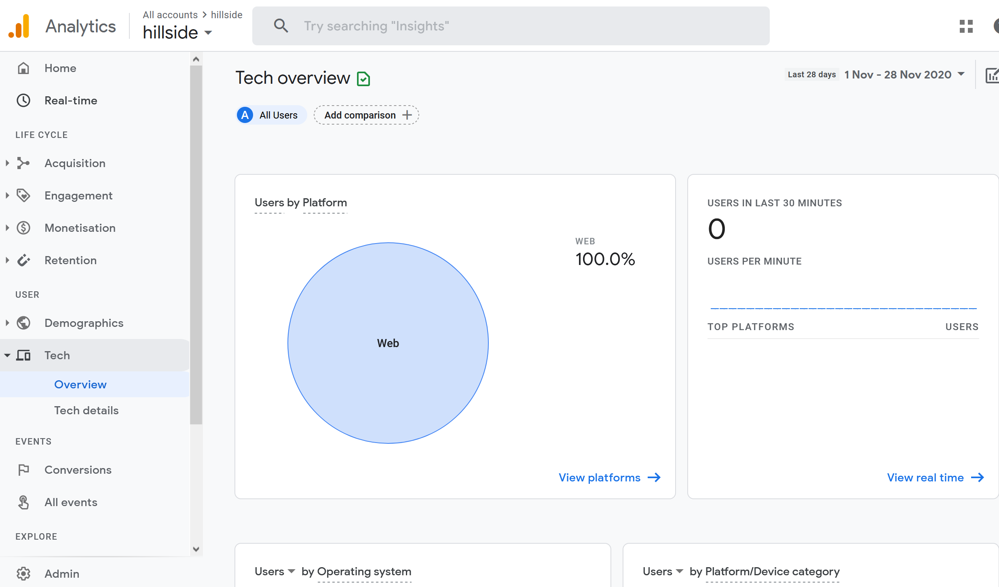 Analytics
All accounts > hillside
hillside
Try searching "Insights"
Home
Real-time
LIFE CYCLE
Acquisition
Engagement
Monetisation
Retention
USER
Demographics
Tech
Overview
Tech details
EVENTS
Conversions
All events
EXPLORE
Admin
Tech overview
Last 28 days 1 Nov - 28 Nov 2020
A All Users
Add comparison +
Users by Platform
WEB
100.0%
Web
View platforms
USERS IN LAST 30 MINUTES
0
USERS PER MINUTE
TOP PLATFORMS USERS
View real time
Users by Operating system
Users by Platform/Device category